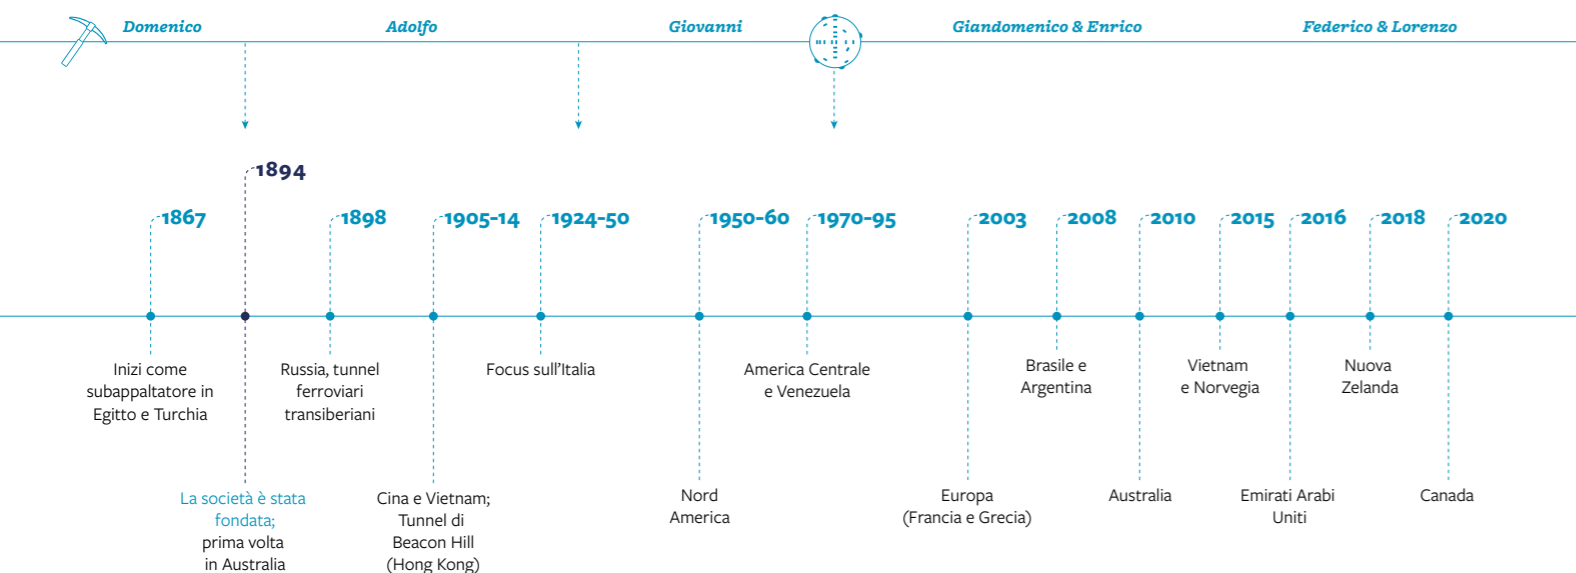 Domenico
Adolfo
Giovanni
Giandomenico & Enrico
Federico & Lorenzo
1867
Inizi come
subappaltatore in
Egitto e Turchia
1894
La società è stata
fondata;
prima volta
in Australia
1898
Russia, tunnel
ferroviari
transiberiani
1905-14
Cina e Vietnam;
Tunnel di
Beacon Hill
(Hong Kong)
1924-50
Focus sull'Italia
1950-60
Nord
America
1970-95
America Centrale
e Venezuela
2003
Europa
(Francia e Grecia)
2008
Brasile e
Argentina
2010
Australia
2015
Vietnam
e Norvegia
2016
Emirati Arabi
Uniti
2018
Nuova
Zelanda
2020
Canada